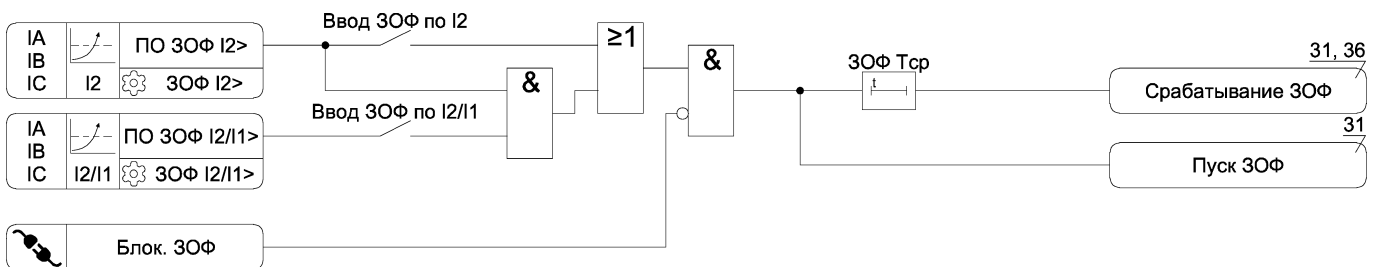 IA
IB
IC
I2
ПО ЗОФ I2>
ЗОФ I2>
Ввод ЗОФ по I2
≥1
&
&
ЗОФ Тср
t
31, 36
Срабатывание ЗОФ
IA
IB
IC
I2/I1
ПО ЗОФ I2/I1>
ЗОФ I2/I1>
Ввод ЗОФ по I2/I1
31
Пуск ЗОФ
Блок. ЗОФ